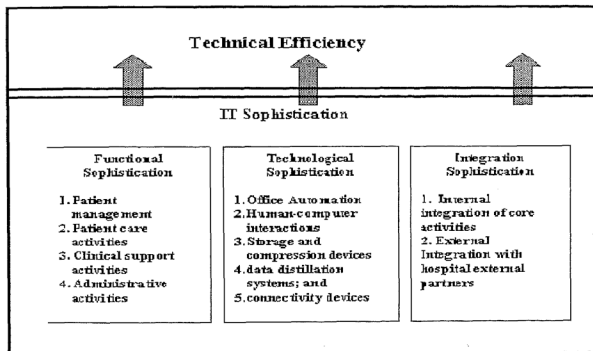 Technical Efficiency
IT Sophistication
Functional
Sophistication
1. Patient
management
2. Patient care
activities
3. Clinical support
activities
4. Administrative
activities
Technological
Sophistication
1. Office Automation
2. Human-computer
interactions
3. Storage and
compression devices
4. data distillation
systems; and
5. connectivity devices
Integration
Sophistication
1. Internal
integration of core
activities
2. External
Integration with
hospital external
partners